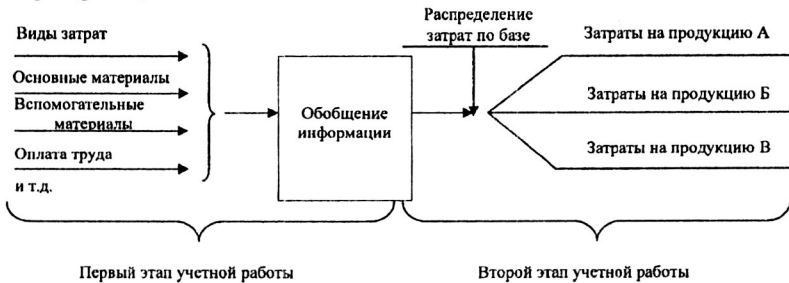 Виды затрат
Основные материалы
Вспомогательные
материалы
Оплата труда
и т.д.
Обобщение
информации
Распределение
затрат по базе
Затраты на продукцию А
Затраты на продукцию Б
Затраты на продукцию В
Первый этап учетной работы
Второй этап учетной работы